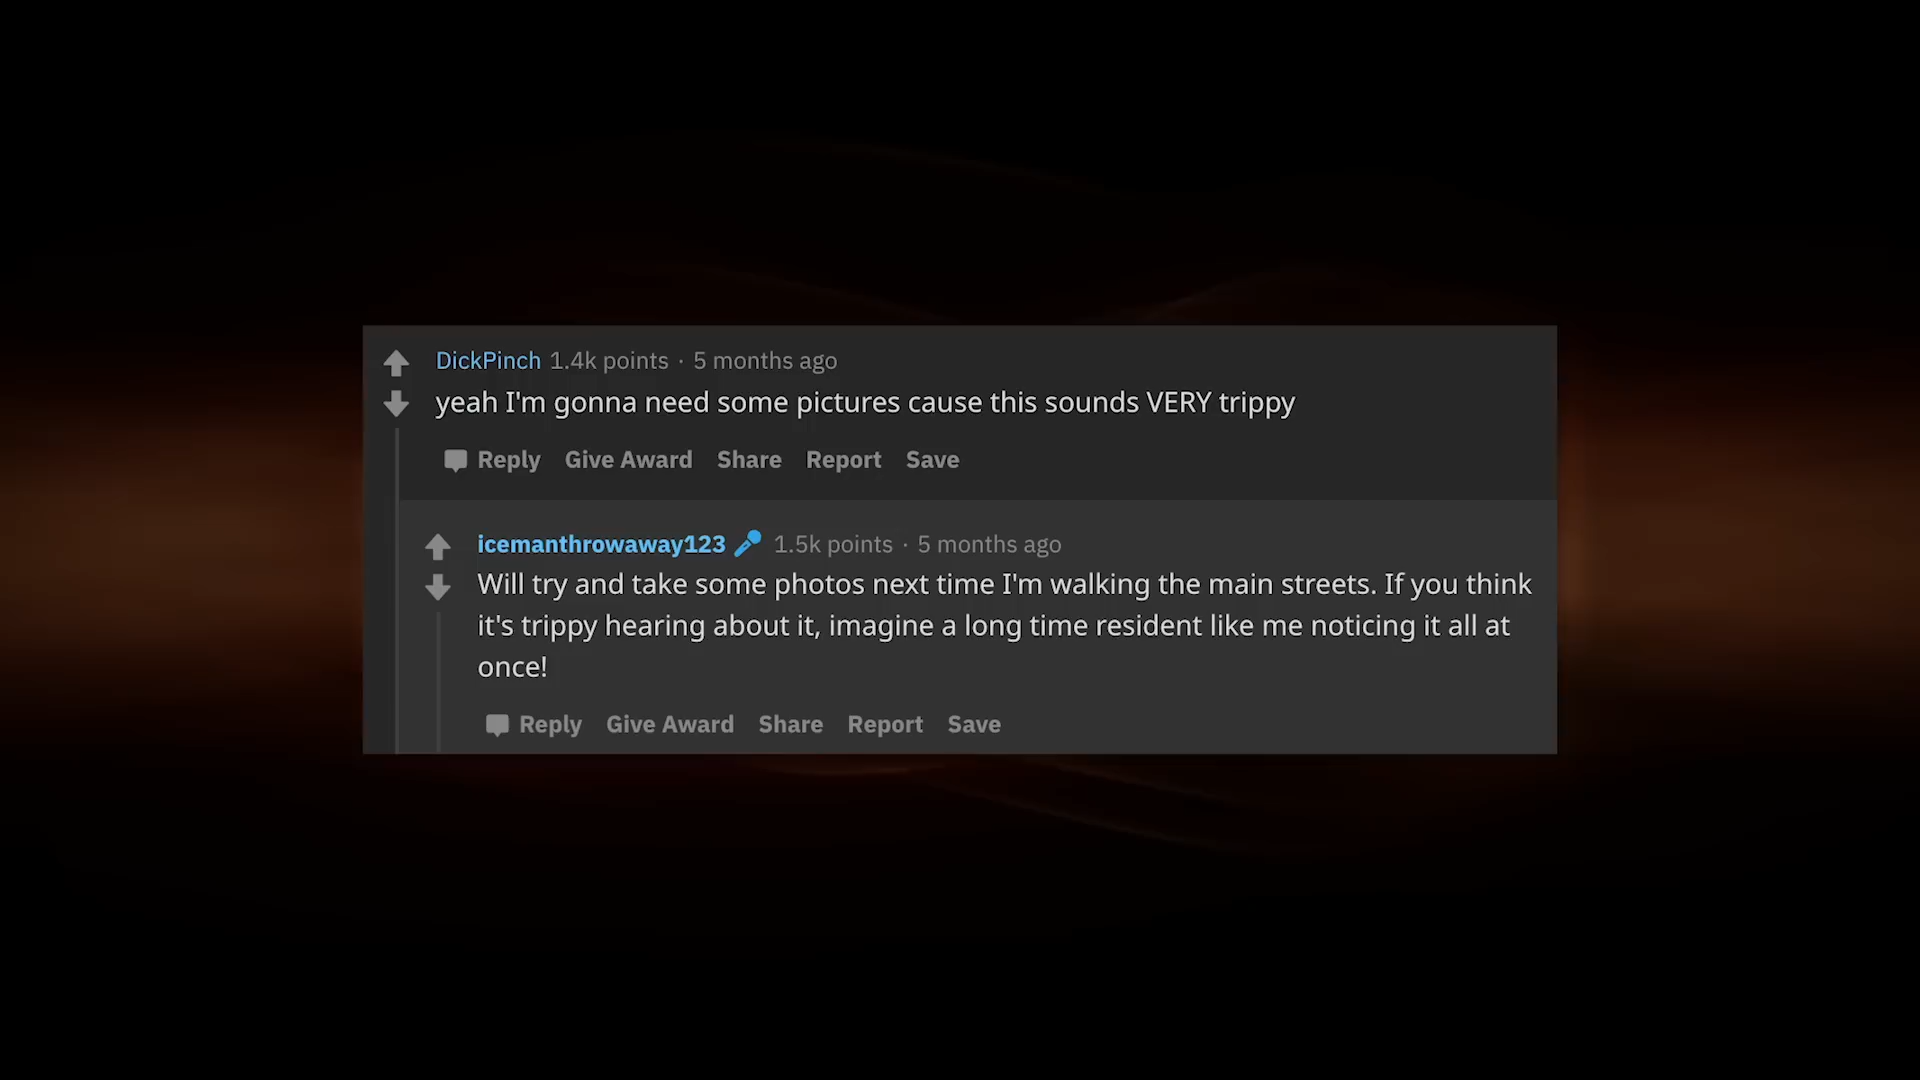 DickPinch 1.4k points · 5 months ago
yeah I'm gonna need some pictures cause this sounds VERY trippy
Reply Give Award Share Report Save
icemanthrowaway123 1.5k points · 5 months ago
Will try and take some photos next time I'm walking the main streets. If you think
it's trippy hearing about it, imagine a long time resident like me noticing it all at
once!
Reply Give Award Share Report Save